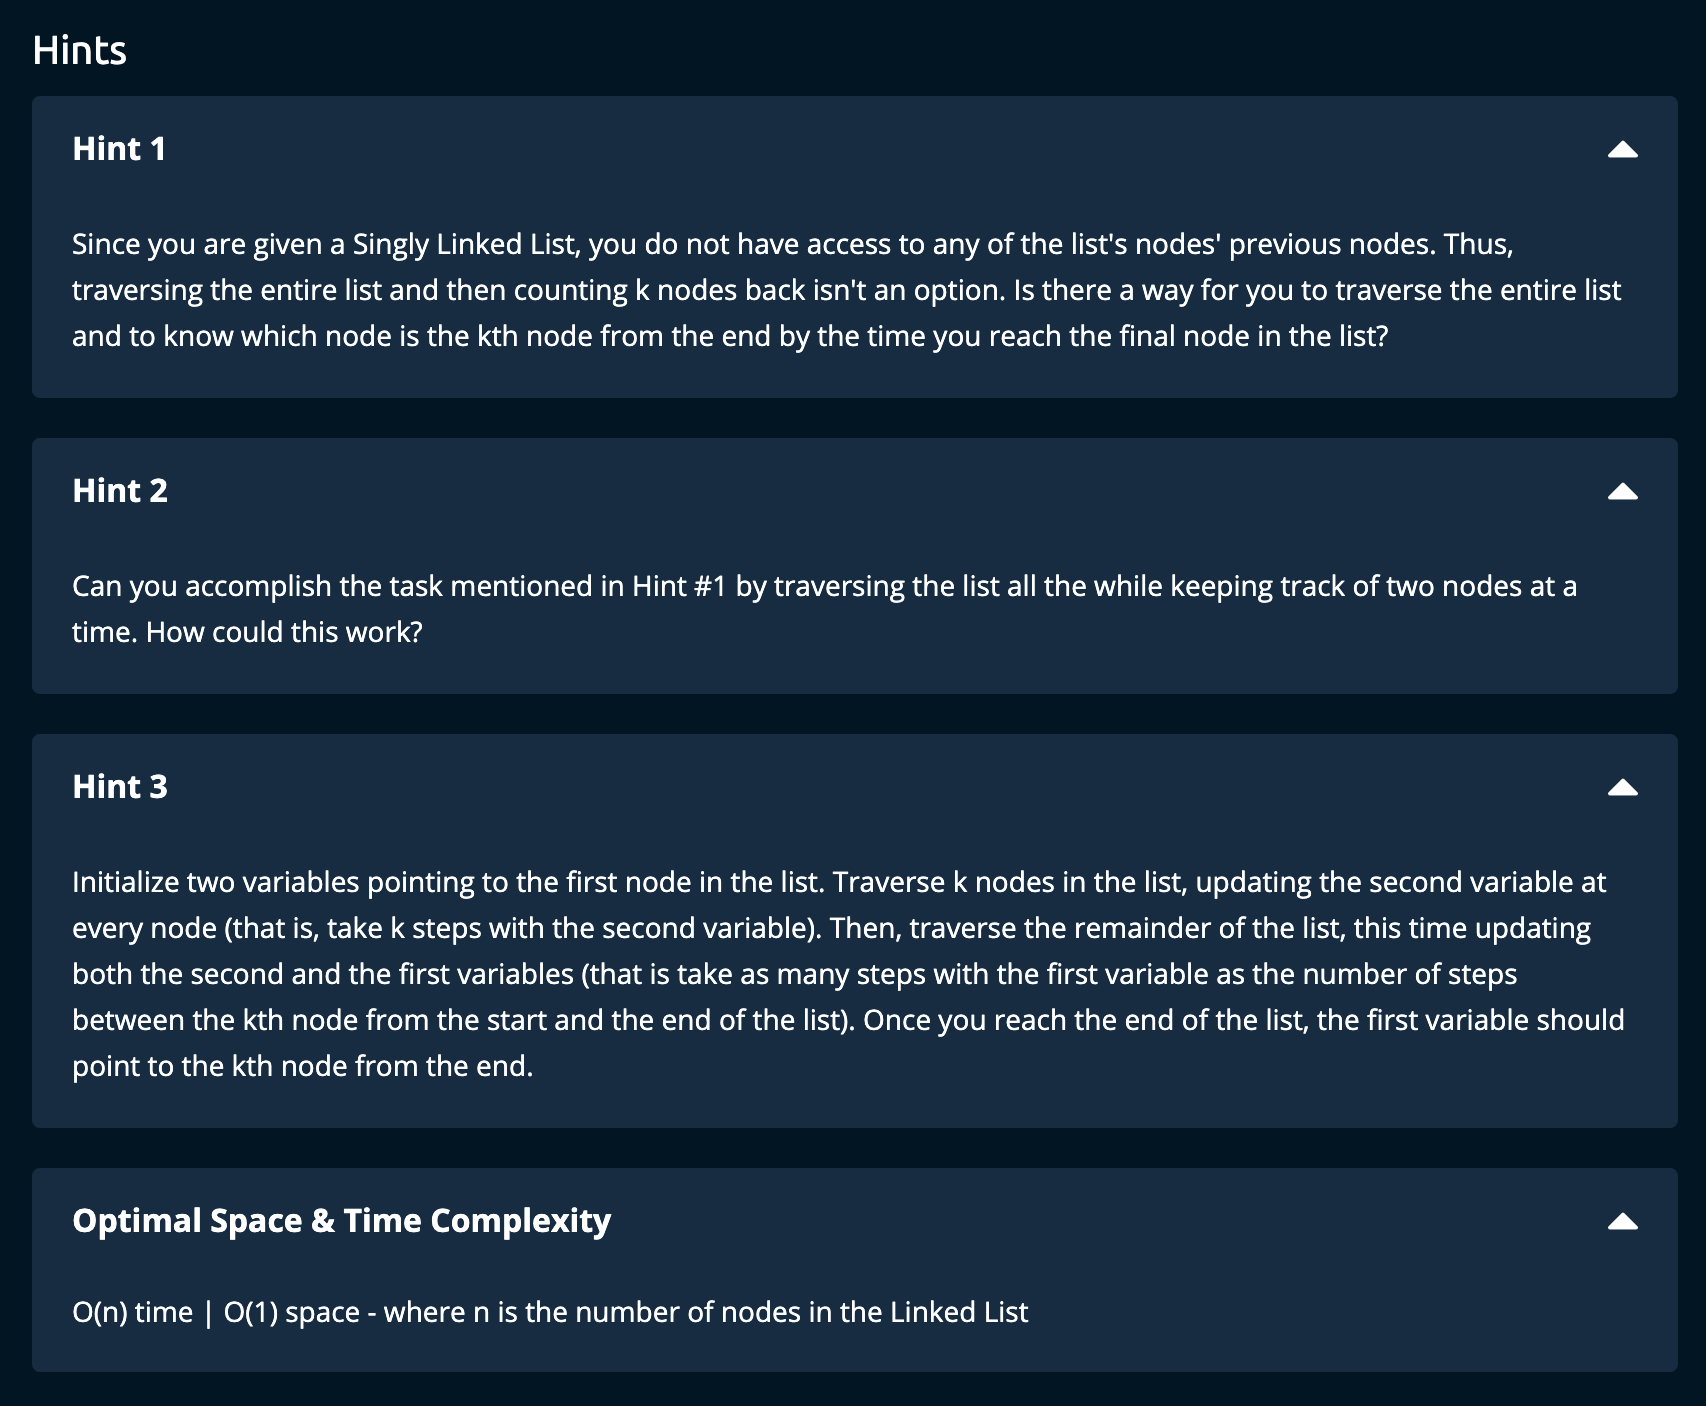 Hints
Hint 1
Since you are given a Singly Linked List, you do not have access to any of the list's nodes' previous nodes. Thus,
traversing the entire list and then counting k nodes back isn't an option. Is there a way for you to traverse the entire list
and to know which node is the kth node from the end by the time you reach the final node in the list?
Hint 2
Can you accomplish the task mentioned in Hint #1 by traversing the list all the while keeping track of two nodes at a
time. How could this work?
Hint 3
Initialize two variables pointing to the first node in the list. Traverse k nodes in the list, updating the second variable at
every node (that is, take k steps with the second variable). Then, traverse the remainder of the list, this time updating
both the second and the first variables (that is take as many steps with the first variable as the number of steps
between the kth node from the start and the end of the list). Once you reach the end of the list, the first variable should
point to the kth node from the end.
Optimal Space & Time Complexity
O(n) time | O(1) space - where n is the number of nodes in the Linked List